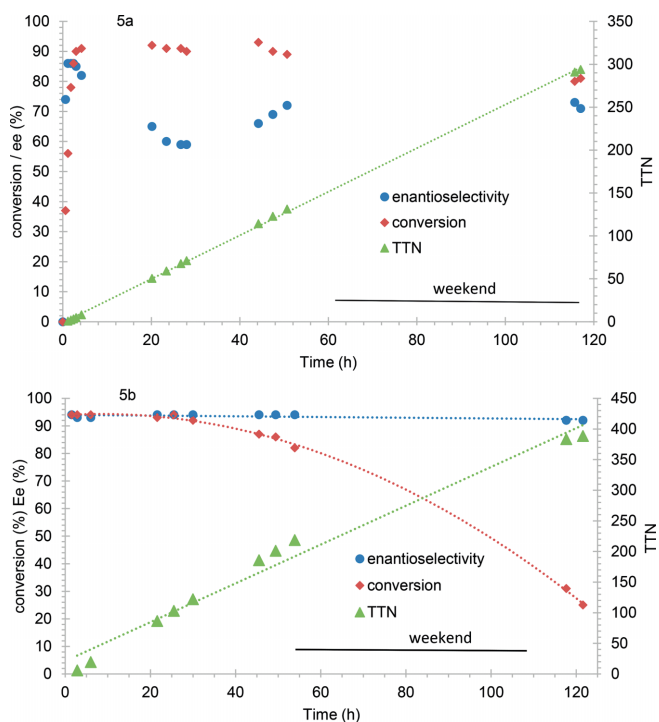 5a
100
90
80
70
60
50
40
30
20
10
0
350
300
250
200
150
100
50
0
conversion / ee (%)
TTN
enantioselectivity
conversion
TTN
weekend
0 20 40 60 80 100 120
Time (h)
5b
100
90
80
70
60
50
40
30
20
10
0
450
400
350
300
250
200
150
100
50
0
conversion (%) Ee (%)
TTN
enantioselectivity
conversion
TTN
weekend
0 20 40 60 80 100 120
Time (h)